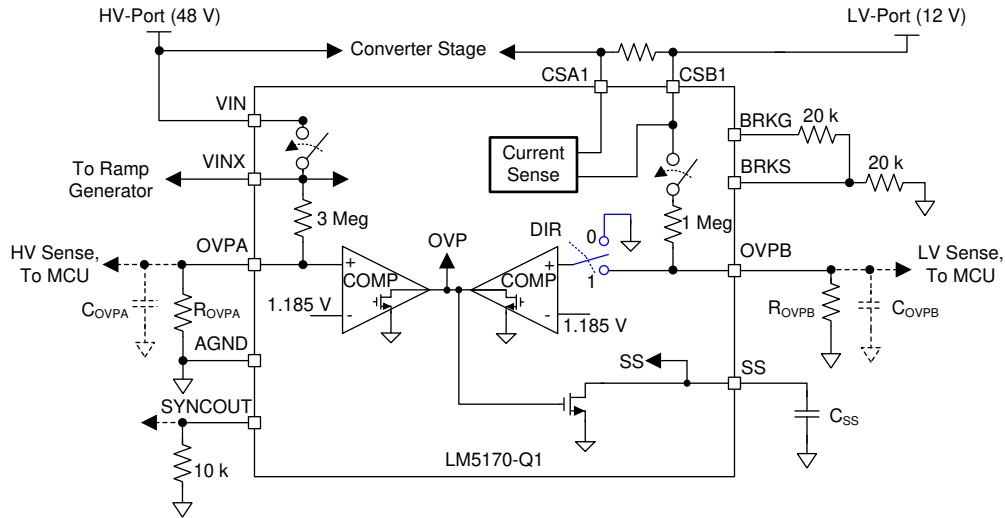 HV-Port (48 V)
LV-Port (12 V)
Converter Stage
CSA1
CSB1
VIN
BRKG
20 k
Current
Sense
To Ramp
Generator
VINX
BRKS
20 k
3 Meg
1 Meg
HV Sense,
To MCU
OVPA
OVP
DIR
0
1
OVPB
LV Sense,
To MCU
+
COMP
-
1.185 V
+
COMP
-
1.185 V
COVPA
ROVPA
ROVPB
COVPB
AGND
SS
SS
SYNCOUT
CSS
10 k
LM5170-Q1